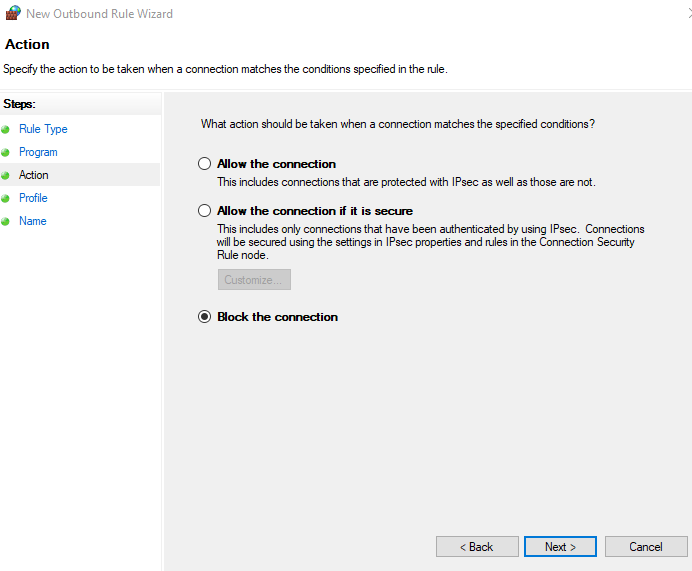 New Outbound Rule Wizard
Action
Specify the action to be taken when a connection matches the conditions specified in the rule.
Steps:
Rule Type
Program
Action
Profile
Name
What action should be taken when a connection matches the specified conditions?
Allow the connection
This includes connections that are protected with IPsec as well as those are not.
Allow the connection if it is secure
This includes only connections that have been authenticated by using IPsec. Connections
will be secured using the settings in IPsec properties and rules in the Connection Security
Rule node.
Customize...
Block the connection
< Back
Next >
Cancel